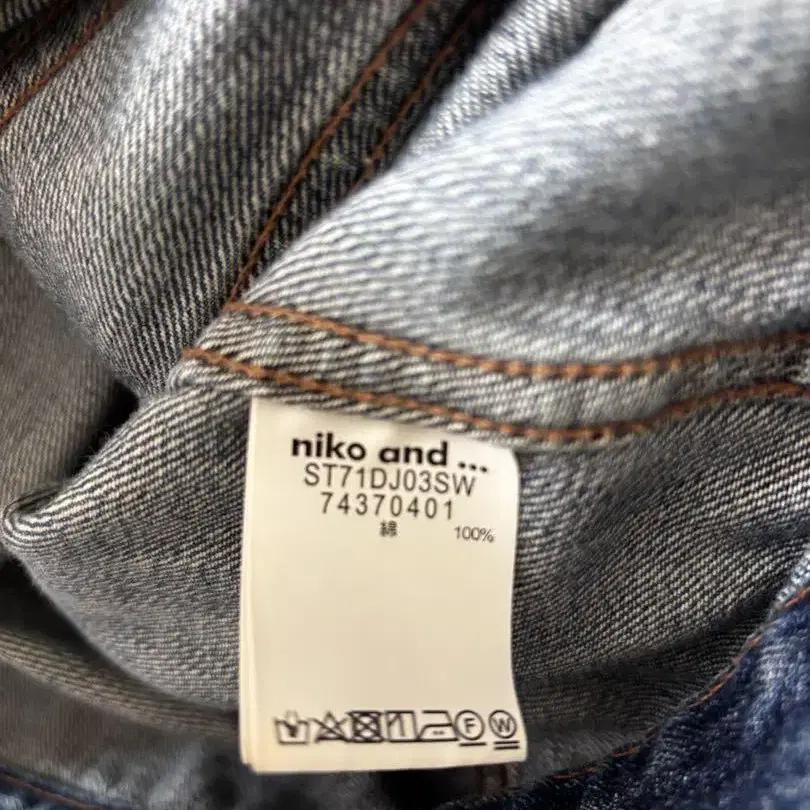 niko and ...
ST71DJ03SW
74370401
綿 100%
F W